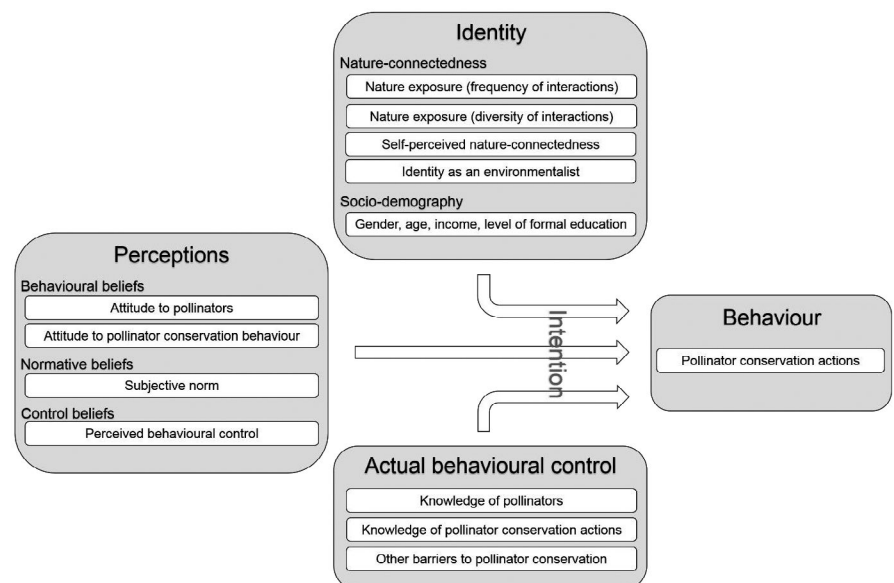 Identity
Nature-connectedness
Nature exposure (frequency of interactions)
Nature exposure (diversity of interactions)
Self-perceived nature-connectedness
Identity as an environmentalist
Socio-demography
Gender, age, income, level of formal education
Perceptions
Behavioural beliefs
Attitude to pollinators
Attitude to pollinator conservation behaviour
Normative beliefs
Subjective norm
Control beliefs
Perceived behavioural control
Intention
Behaviour
Pollinator conservation actions
Actual behavioural control
Knowledge of pollinators
Knowledge of pollinator conservation actions
Other barriers to pollinator conservation